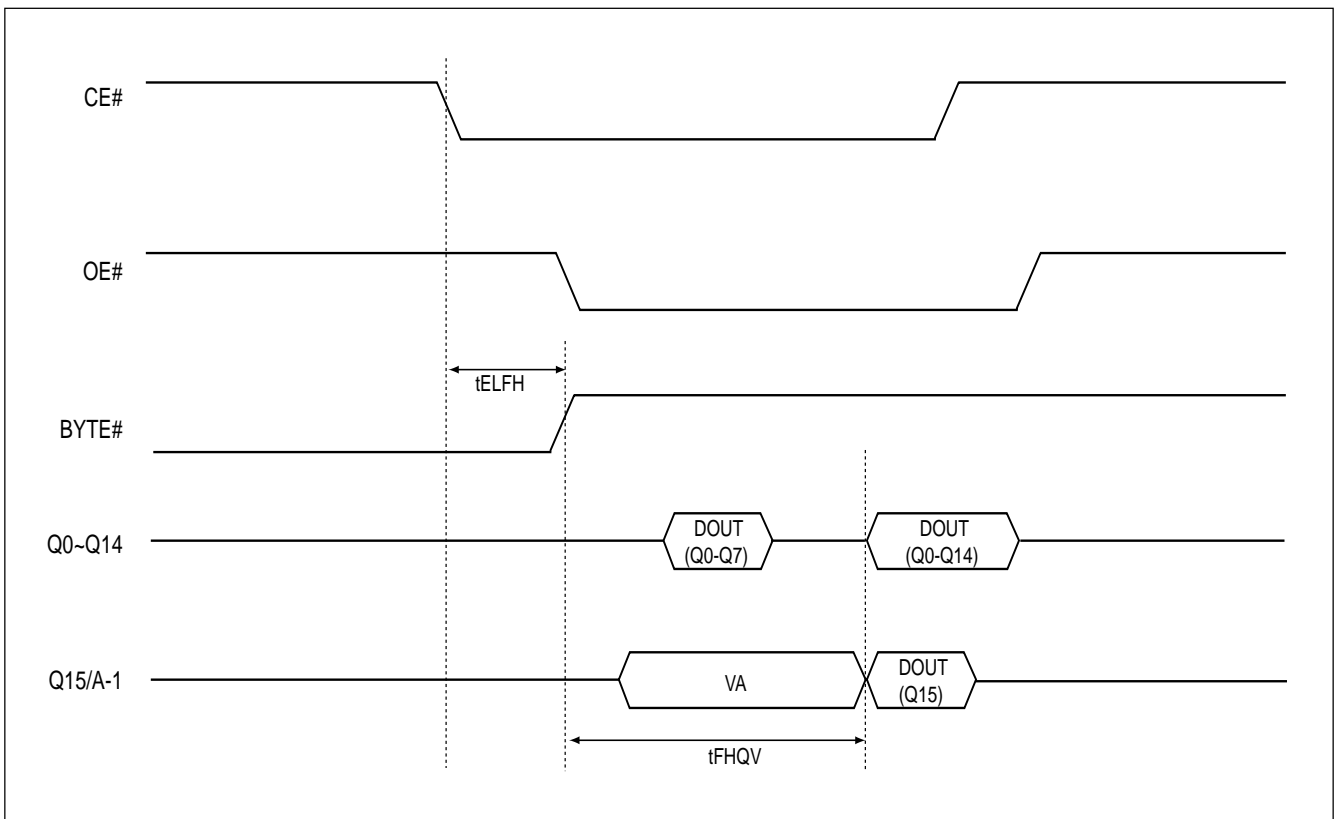 CE#
OE#
tELFH
BYTE#
Q0~Q14
DOUT
(Q0-Q7)
DOUT
(Q0-Q14)
Q15/A-1
VA
DOUT
(Q15)
tFHQV